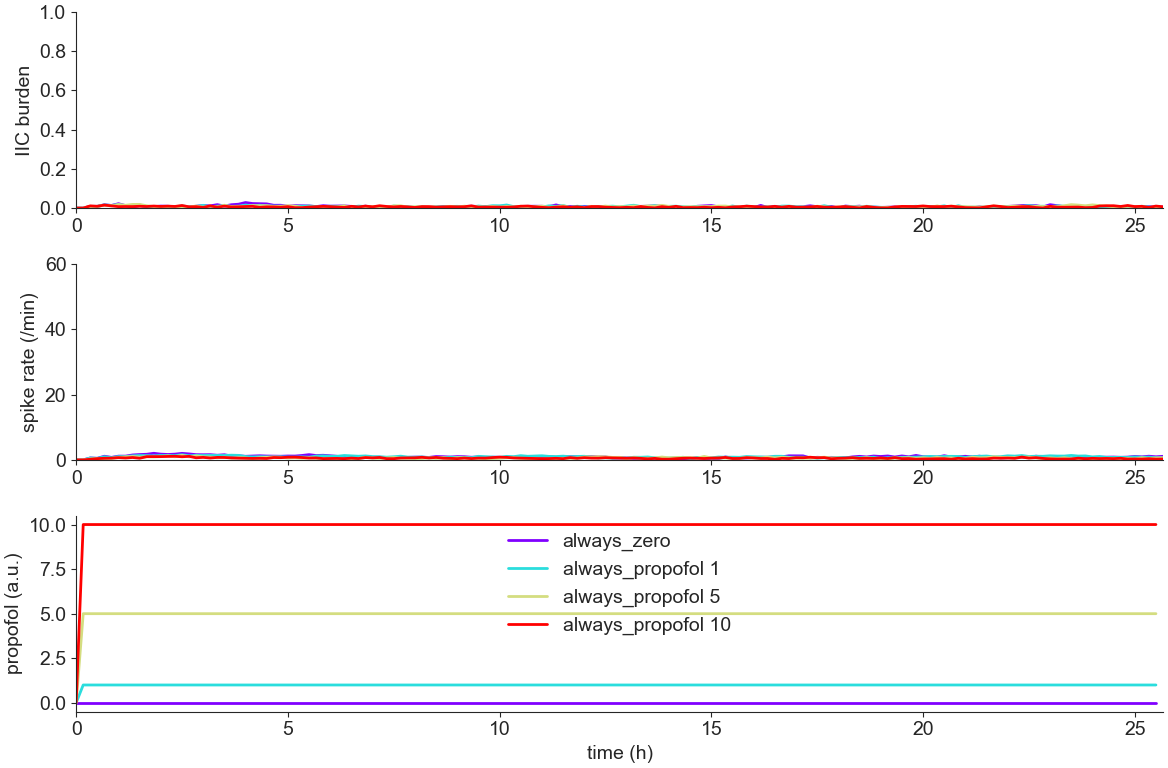 1.0
0.8
0.6
0.4
0.2
0.0
IIC burden
0 5 10 15 20 25
60
40
20
0
spike rate (/min)
0 5 10 15 20 25
10.0
7.5
5.0
2.5
0.0
propofol (a.u.)
always_zero
always_propofol 1
always_propofol 5
always_propofol 10
0 5 10 15 20 25
time (h)